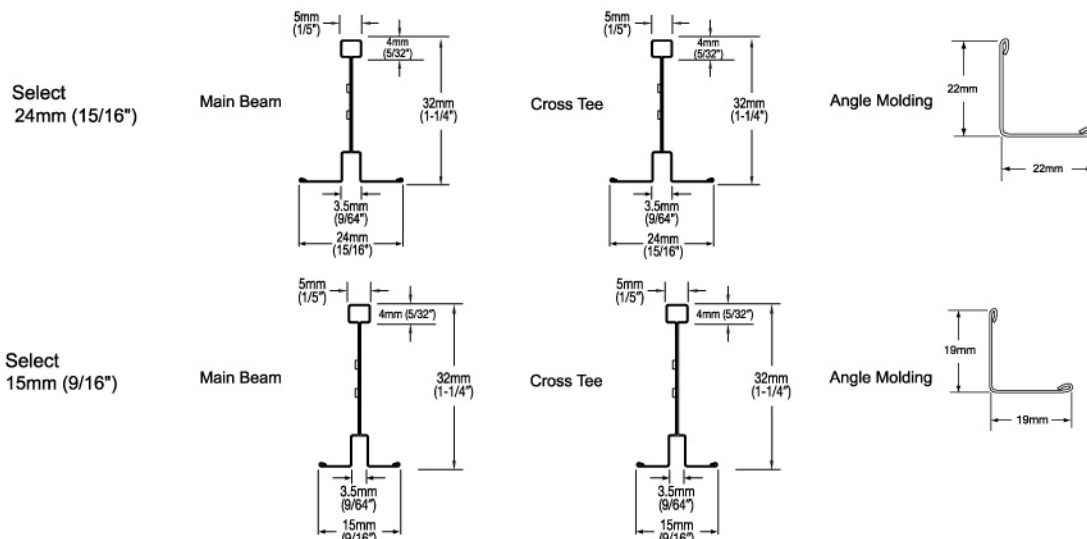 5mm
(1/5")
4mm
(5/32")
5mm
(1/5")
4mm
(5/32")
Select
24mm (15/16")
Main Beam
32mm
(1-1/4")
Cross Tee
32mm
(1-1/4")
Angle Molding
22mm
22mm
3.5mm
(9/64")
24mm
(15/16")
3.5mm
(9/64")
24mm
(15/16")
5mm
(1/5")
4mm (5/32")
5mm
(1/5")
4mm (5/32")
Select
15mm (9/16")
Main Beam
32mm
(1-1/4")
Cross Tee
32mm
(1-1/4")
Angle Molding
19mm
19mm
3.5mm
(9/64")
15mm
(9/16")
3.5mm
(9/64")
15mm
(9/16")